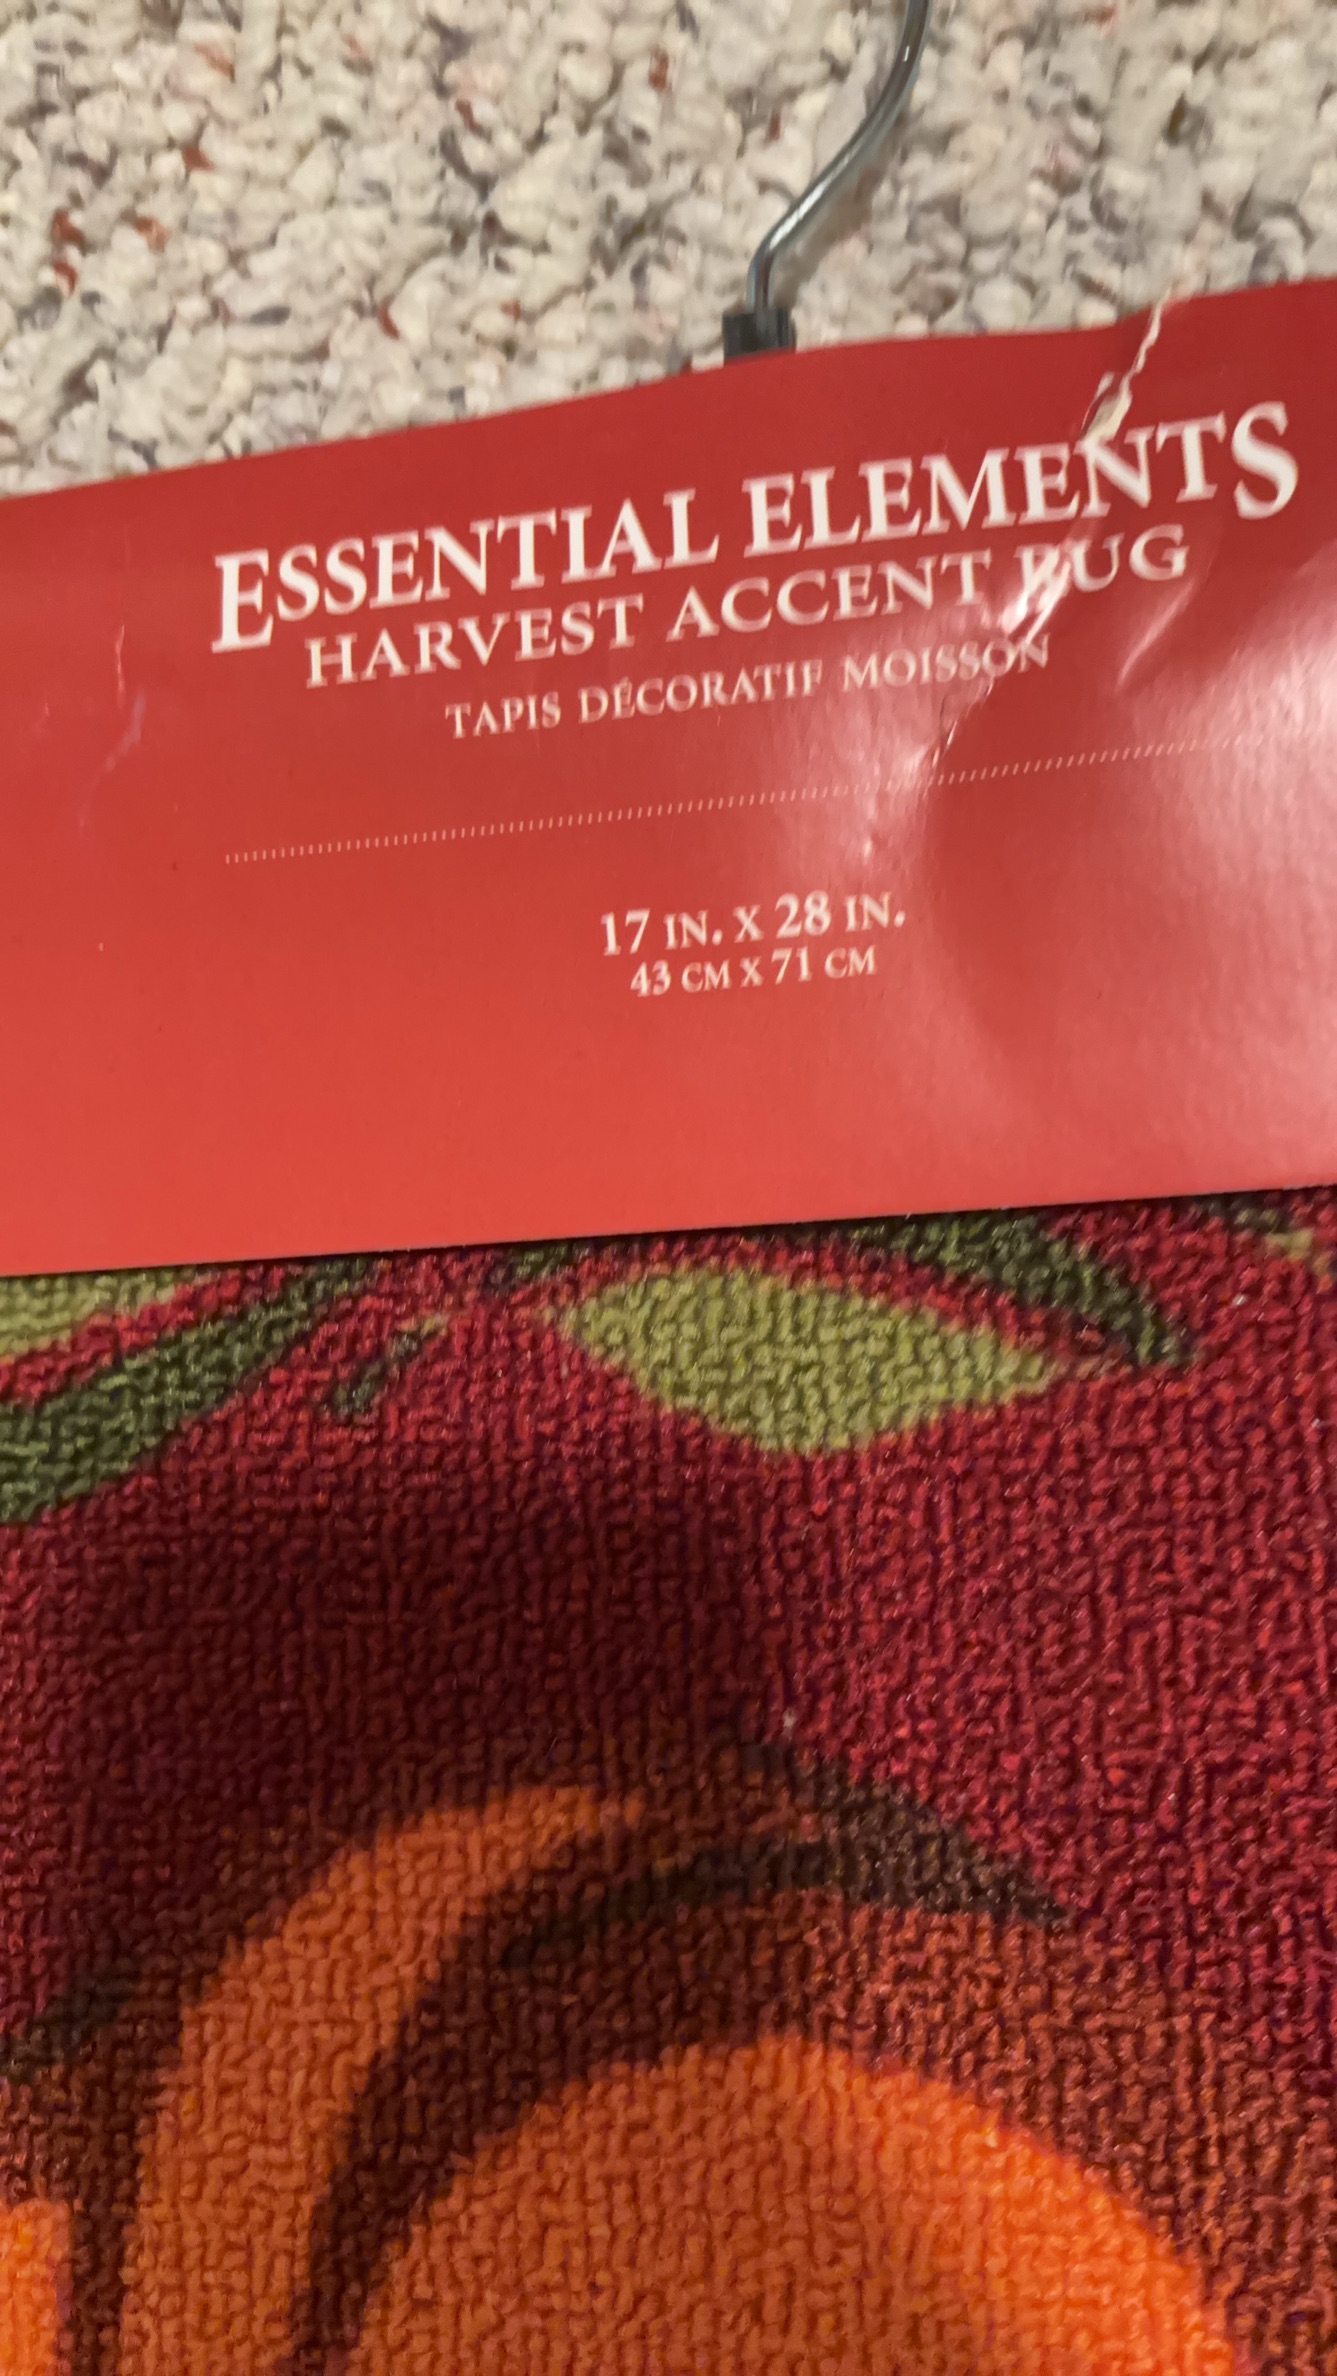 ESSENTIAL ELEMENTS
HARVEST ACCENT RUG
TAPIS DÉCORATIF MOISSON
17 IN. X 28 IN.
43 CM X 71 CM